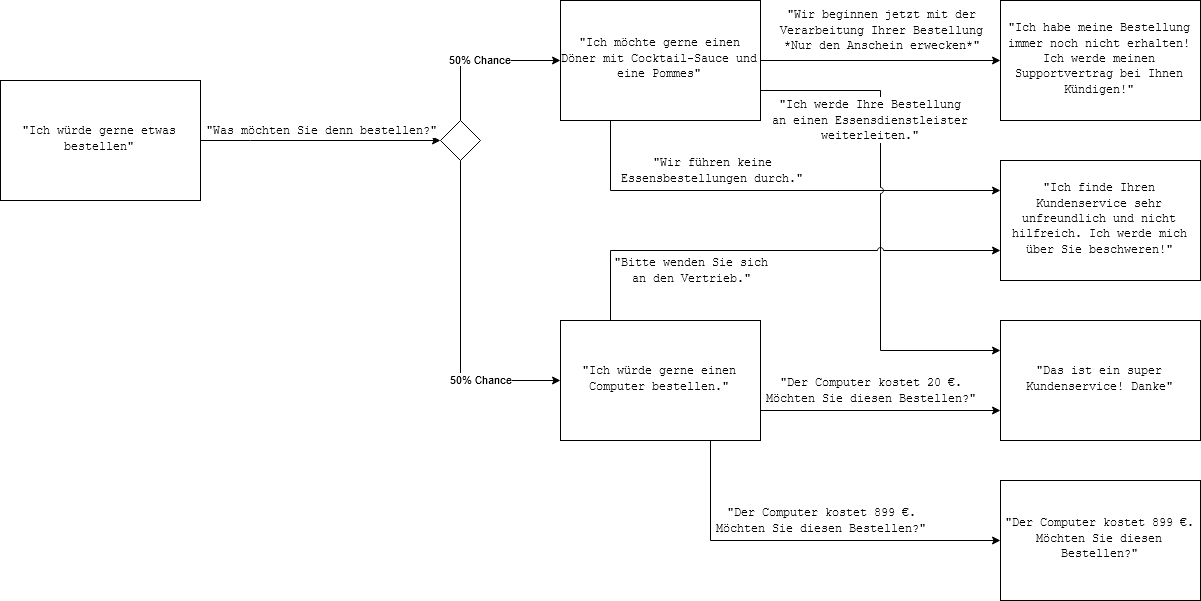 "Ich würde gerne etwas
bestellen"
"Was möchten Sie denn bestellen?"
50% Chance
"Ich möchte gerne einen
Döner mit Cocktail-Sauce und
eine Pommes"
"Wir beginnen jetzt mit der
Verarbeitung Ihrer Bestellung
*Nur den Anschein erwecken*"
"Ich habe meine Bestellung
immer noch nicht erhalten!
Ich werde meinen
Supportvertrag bei Ihnen
Kündigen!"
"Ich werde Ihre Bestellung
an einen Essensdienstleister
weiterleiten."
"Wir führen keine
Essensbestellungen durch."
"Ich finde Ihren
Kundenservice sehr
unfreundlich und nicht
hilfreich. Ich werde mich
über Sie beschweren!"
"Bitte wenden Sie sich
an den Vertrieb."
50% Chance
"Ich würde gerne einen
Computer bestellen."
"Der Computer kostet 20 €.
Möchten Sie diesen Bestellen?"
"Das ist ein super
Kundenservice! Danke"
"Der Computer kostet 899 €.
Möchten Sie diesen Bestellen?"
"Der Computer kostet 899 €.
Möchten Sie diesen
Bestellen?"